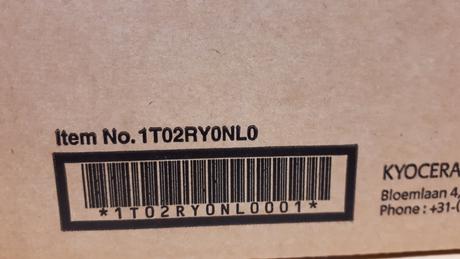 Item No. 1T02RY0NL0
*1T02RY0NL0001*
KYOCERA
Bloemlaan 4,
Phone : +31-(